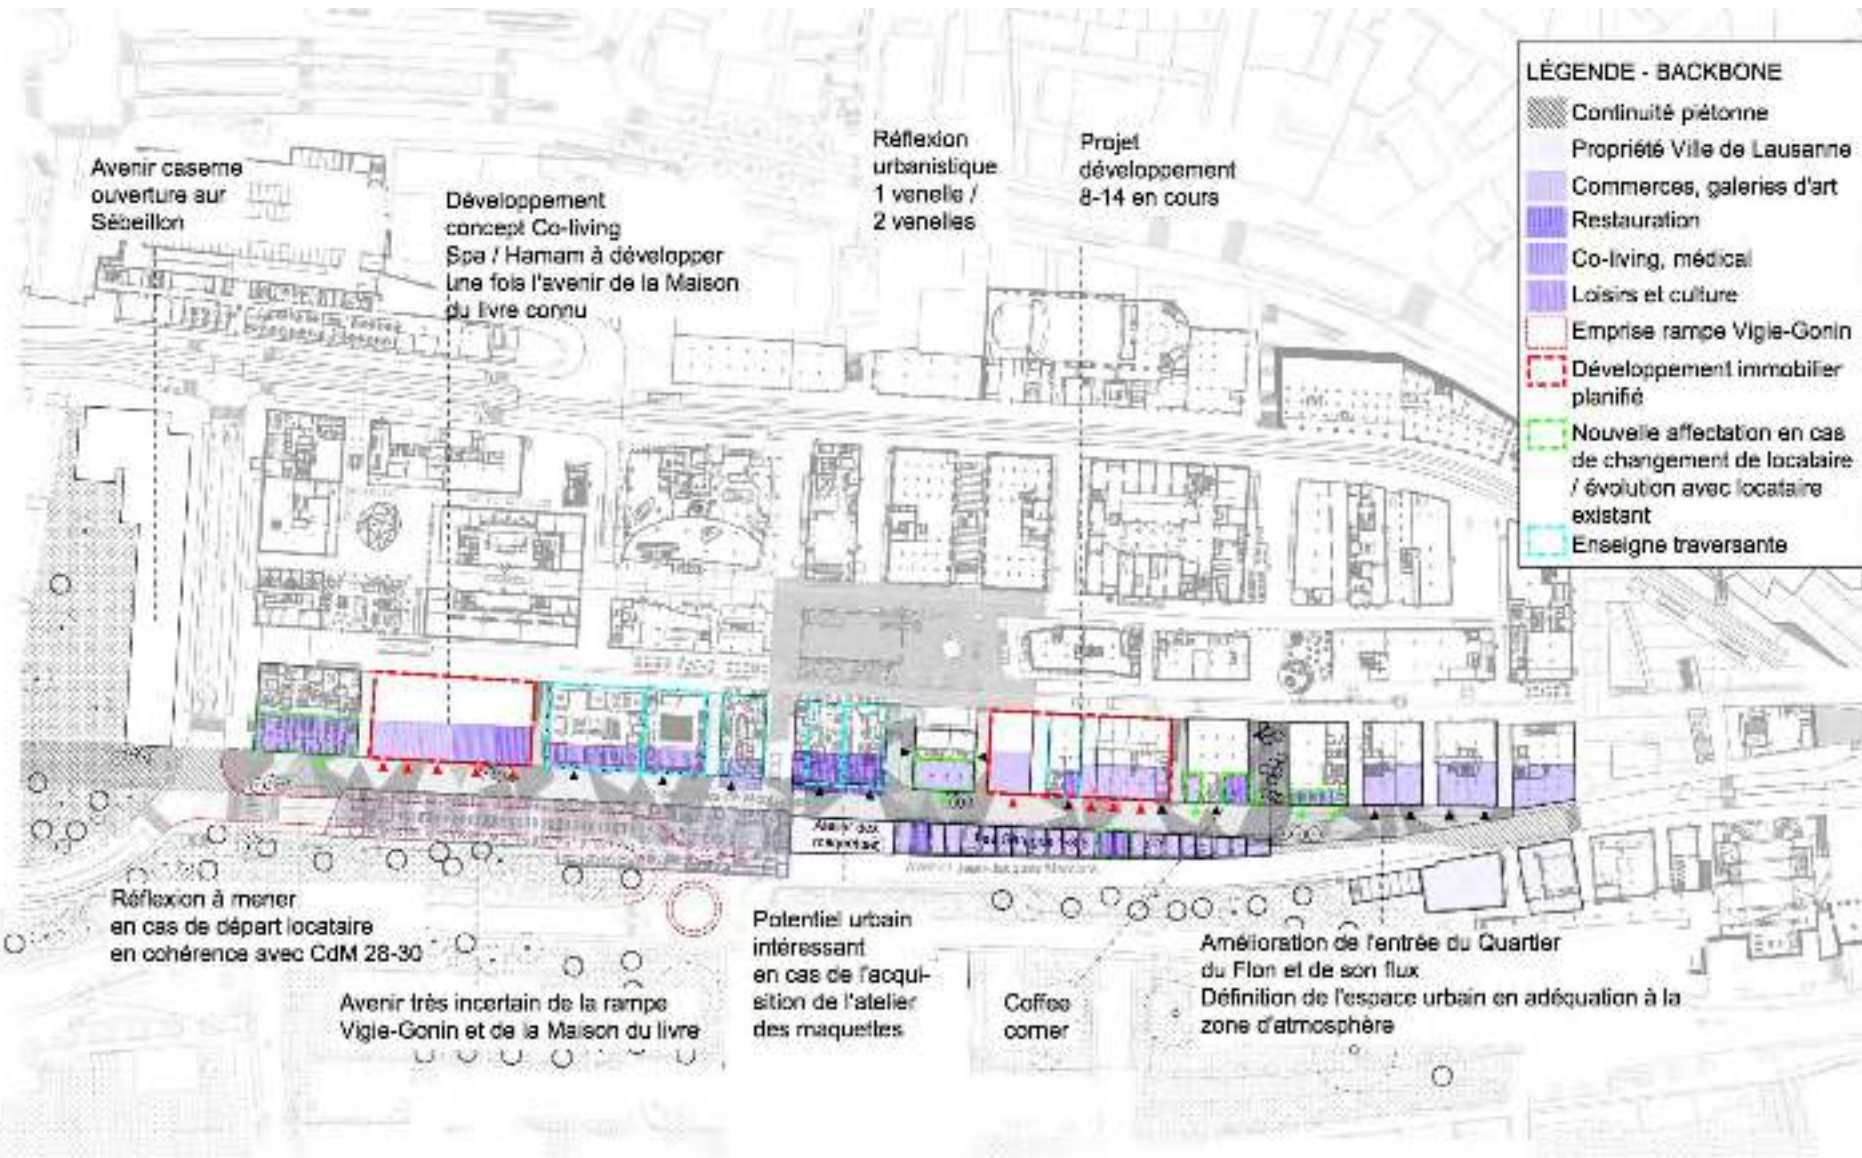 LÉGENDE - BACKBONE
Continuité piétonne
Propriété Ville de Lausanne
Commerces, galeries d'art
Restauration
Co-living, médical
Loisirs et culture
Emprise rampe Vigie-Gonin
Développement immobilier
planifié
Nouvelle affectation en cas
de changement de locataire
/ évolution avec locataire
existant
Enseigne traversante
Avenir caserne
ouverture sur
Sébeillon
Développement
concept Co-living
Spa / Hamam à développer
une fois l'avenir de la Maison
du livre connu
Réflexion
urbanistique
1 venelle /
2 venelles
Projet
développement
8-14 en cours
Atelier des
maquettes
Réflexion à mener
en cas de départ locataire
en cohérence avec CdM 28-30
Avenir très incertain de la rampe
Vigie-Gonin et de la Maison du livre
Potentiel urbain
intéressant
en cas de l'acqui-
sition de l'atelier
des maquettes
Coffee
corner
Amélioration de l'entrée du Quartier
du Flon et de son flux
Définition de l'espace urbain en adéquation à la
zone d'atmosphère